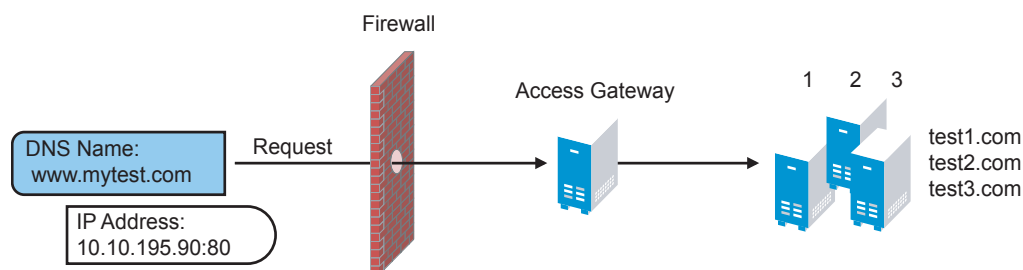 Firewall
Access Gateway
1 2 3
DNS Name:
www.mytest.com
Request
test1.com
test2.com
test3.com
IP Address:
10.10.195.90:80